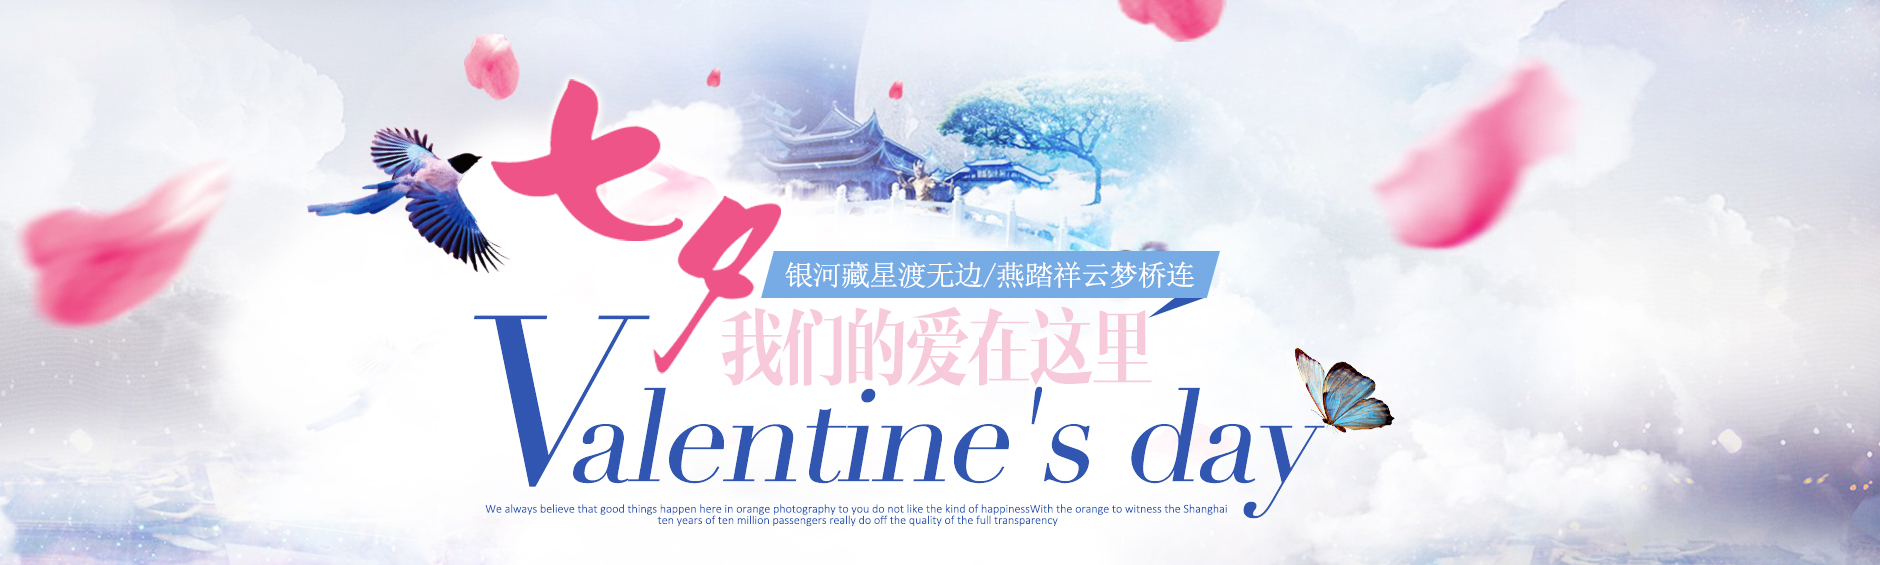 七夕
银河藏星渡无边/燕踏祥云梦桥连
我们的爱在这里
Valentine's day
We always believe that good things happen here in orange photography to you do not like the kind of happinessWith the orange to witness the Shanghai
ten years of ten million passengers really do off the quality of the full transparency